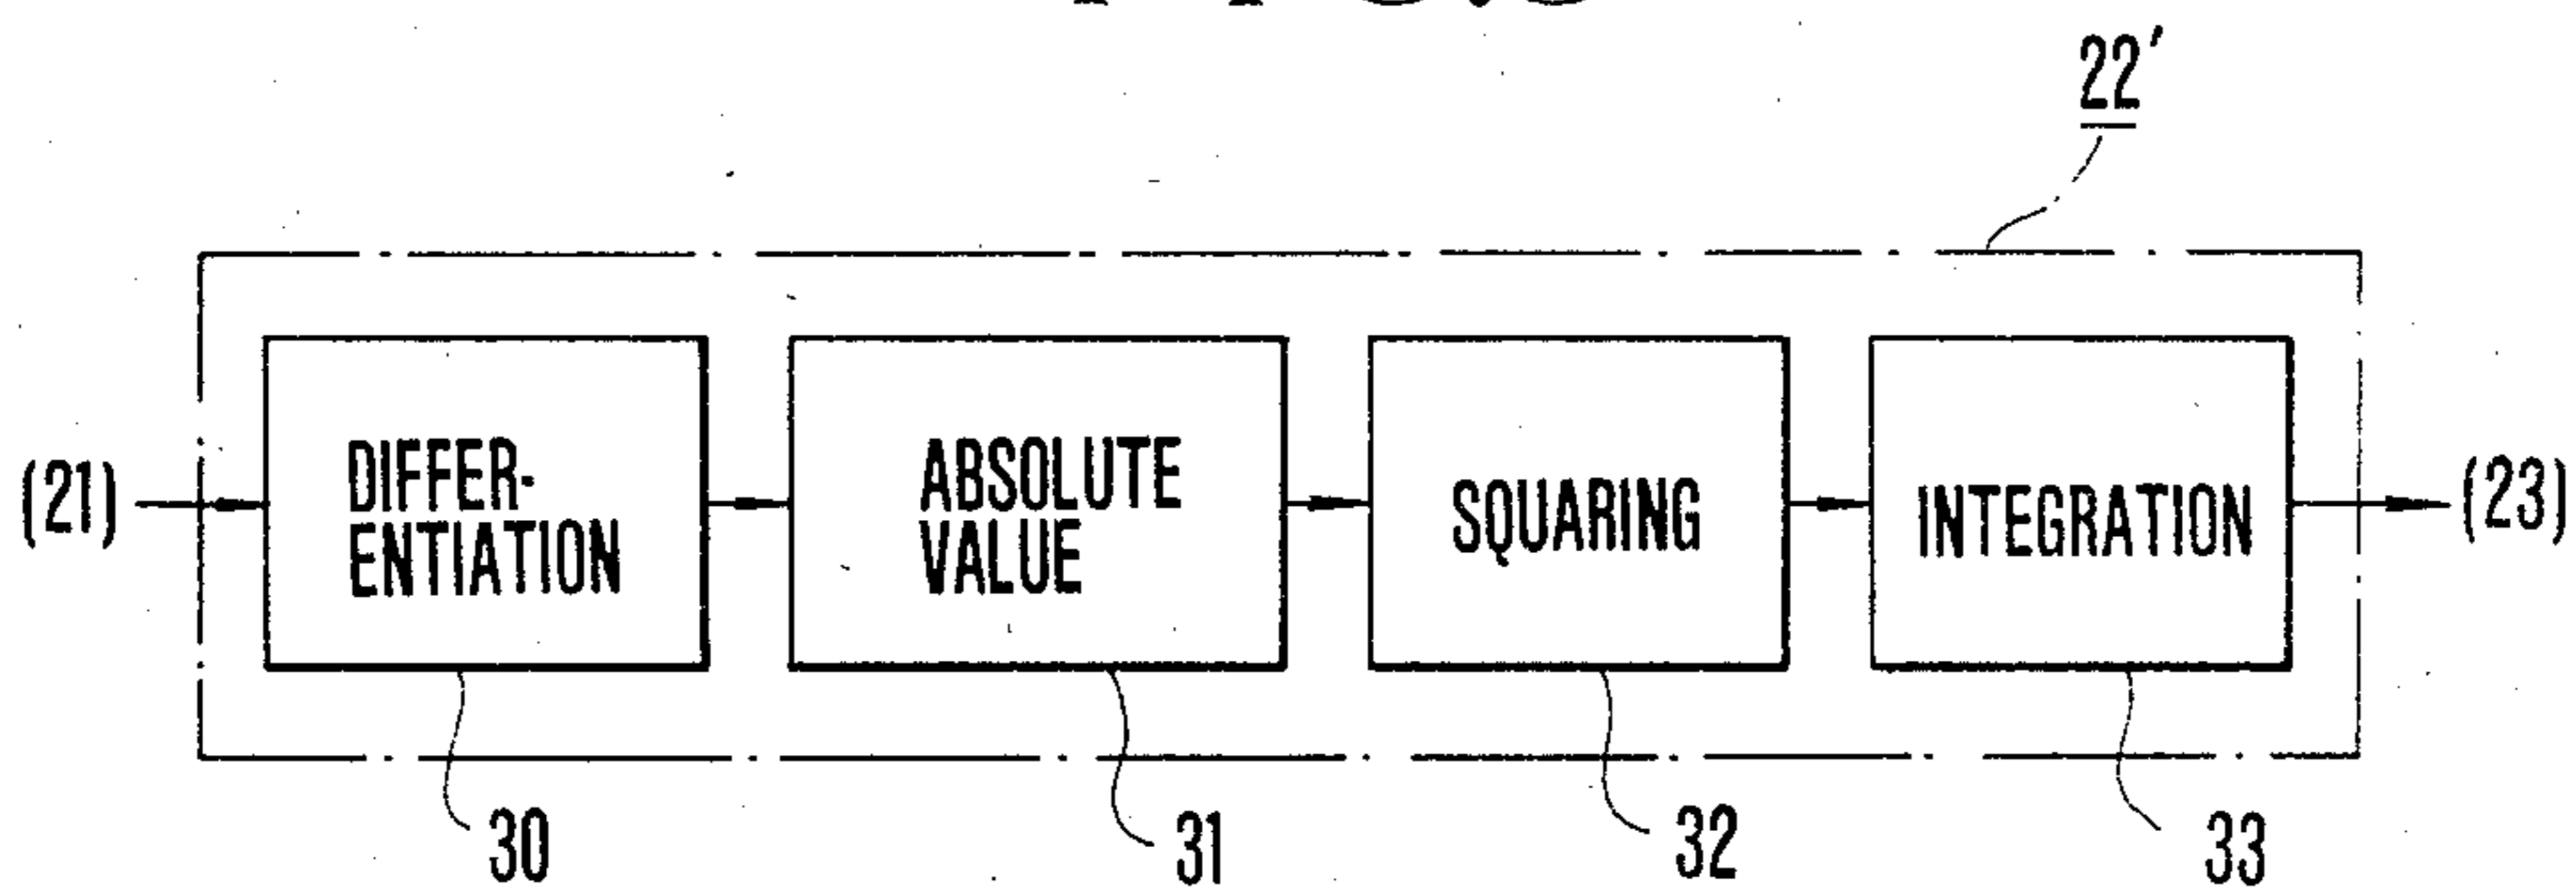 22'
(21)
DIFFER-
ENTIATION
ABSOLUTE
VALUE
SQUARING
INTEGRATION
(23)
30
31
32
33